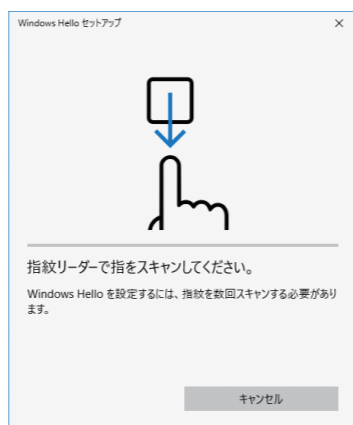 Windows Hello セットアップ
指紋リーダーで指をスキャンしてください。
Windows Hello を設定するには、指紋を数回スキャンする必要があり
ます。
キャンセル